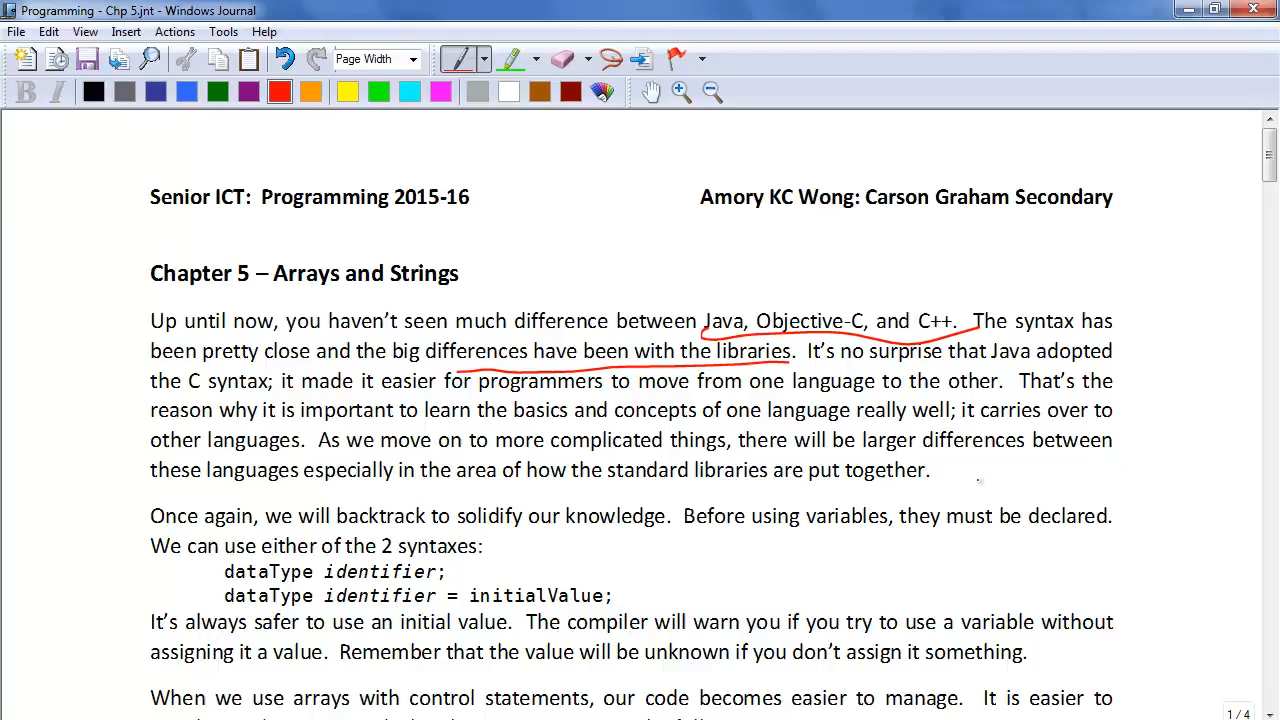 Programming - Chp 5.jnt - Windows Journal
File Edit View Insert Actions Tools Help
Page Width
B I
Senior ICT:  Programming 2015-16 Amory KC Wong: Carson Graham Secondary
Chapter 5 – Arrays and Strings
Up until now, you haven't seen much difference between Java, Objective-C, and C++.  The syntax has
been pretty close and the big differences have been with the libraries.  It's no surprise that Java adopted
the C syntax; it made it easier for programmers to move from one language to the other.  That's the
reason why it is important to learn the basics and concepts of one language really well; it carries over to
other languages.  As we move on to more complicated things, there will be larger differences between
these languages especially in the area of how the standard libraries are put together.
Once again, we will backtrack to solidify our knowledge.  Before using variables, they must be declared.
We can use either of the 2 syntaxes:
dataType identifier;
dataType identifier = initialValue;
It's always safer to use an initial value.  The compiler will warn you if you try to use a variable without
assigning it a value.  Remember that the value will be unknown if you don't assign it something.
When we use arrays with control statements, our code becomes easier to manage.  It is easier to
1 / 4